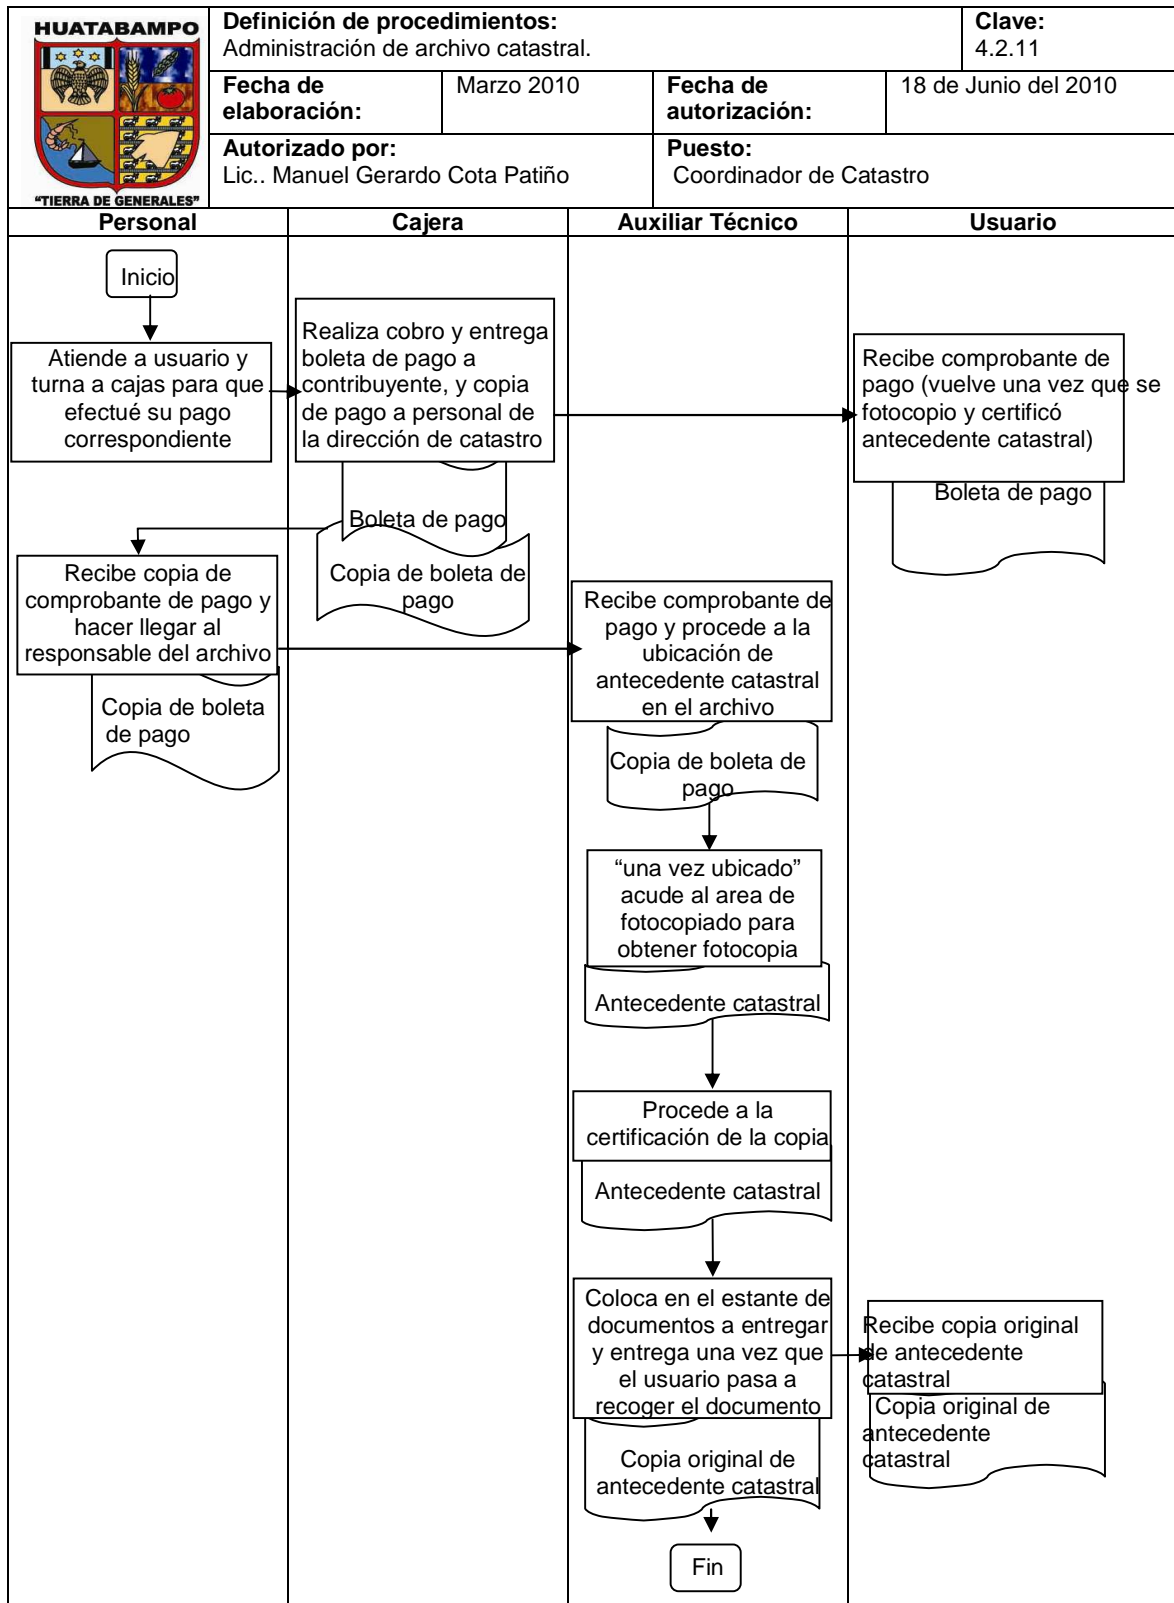 HUATABAMPO
"TIERRA DE GENERALES"
Definición de procedimientos:
Administración de archivo catastral.
Clave:
4.2.11
Fecha de
elaboración:
Marzo 2010
Fecha de
autorización:
18 de Junio del 2010
Autorizado por:
Lic.. Manuel Gerardo Cota Patiño
Puesto:
Coordinador de Catastro
Personal
Cajera
Auxiliar Técnico
Usuario
Inicio
Atiende a usuario y
turna a cajas para que
efectué su pago
correspondiente
Realiza cobro y entrega
boleta de pago a
contribuyente, y copia
de pago a personal de
la dirección de catastro
Recibe comprobante de
pago (vuelve una vez que se
fotocopio y certificó
antecedente catastral)
Boleta de pago
Boleta de pago
Copia de boleta de
pago
Recibe copia de
comprobante de pago y
hacer llegar al
responsable del archivo
Copia de boleta
de pago
Recibe comprobante de
pago y procede a la
ubicación de
antecedente catastral
en el archivo
Copia de boleta de
pago
“una vez ubicado”
acude al area de
fotocopiado para
obtener fotocopia
Antecedente catastral
Procede a la
certificación de la copia
Antecedente catastral
Coloca en el estante de
documentos a entregar
y entrega una vez que
el usuario pasa a
recoger el documento
Copia original de
antecedente catastral
Recibe copia original
de antecedente
catastral
Copia original de
antecedente
catastral
Fin